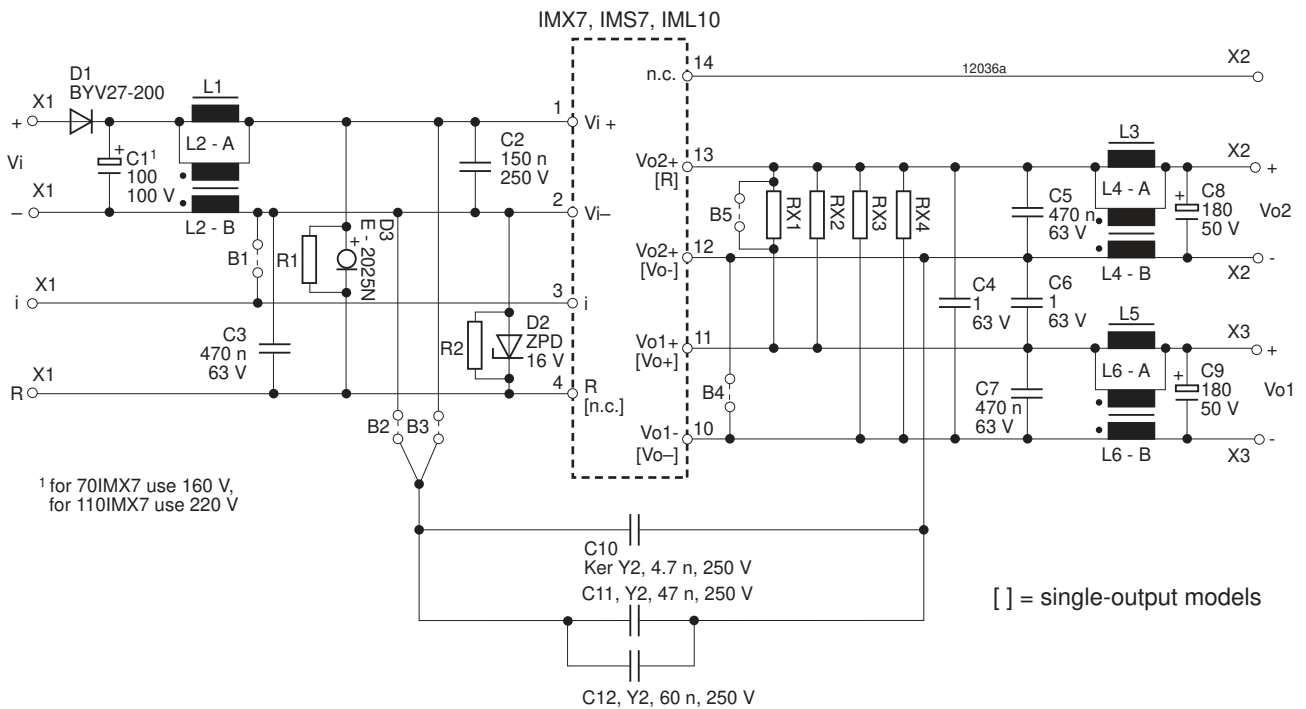 IMX7, IMS7, IML10
n.c.
14
12036a
X2
D1
BYV27-200
X1
+
L1
L2 - A
1
Vi +
Vi
+
C1¹
100
100 V
C2
150 n
250 V
X1
–
L2 - B
2
Vi–
B1
R1
+
D3
E - 2025N
i
X1
3
i
C3
470 n
63 V
R2
D2
ZPD
16 V
R
X1
4
R
[n.c.]
B2
B3
Vo2+
[R]
13
B5
RX1
RX2
RX3
RX4
C5
470 n
63 V
L3
L4 - A
L4 - B
+
C8
180
50 V
X2
+
Vo2
Vo2+
[Vo-]
12
X2
-
C4
1
63 V
C6
1
63 V
Vo1+
[Vo+]
11
L5
L6 - A
L6 - B
+
C9
180
50 V
X3
+
Vo1
B4
C7
470 n
63 V
Vo1-
[Vo–]
10
X3
-
¹ for 70IMX7 use 160 V,
for 110IMX7 use 220 V
C10
Ker Y2, 4.7 n, 250 V
C11, Y2, 47 n, 250 V
C12, Y2, 60 n, 250 V
[ ] = single-output models